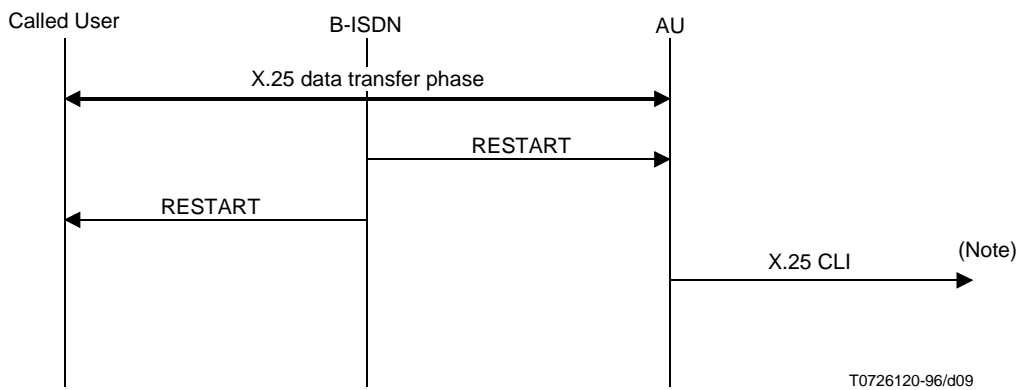 Called User
B-ISDN
AU
X.25 data transfer phase
RESTART
RESTART
X.25 CLI
(Note)
T0726120-96/d09